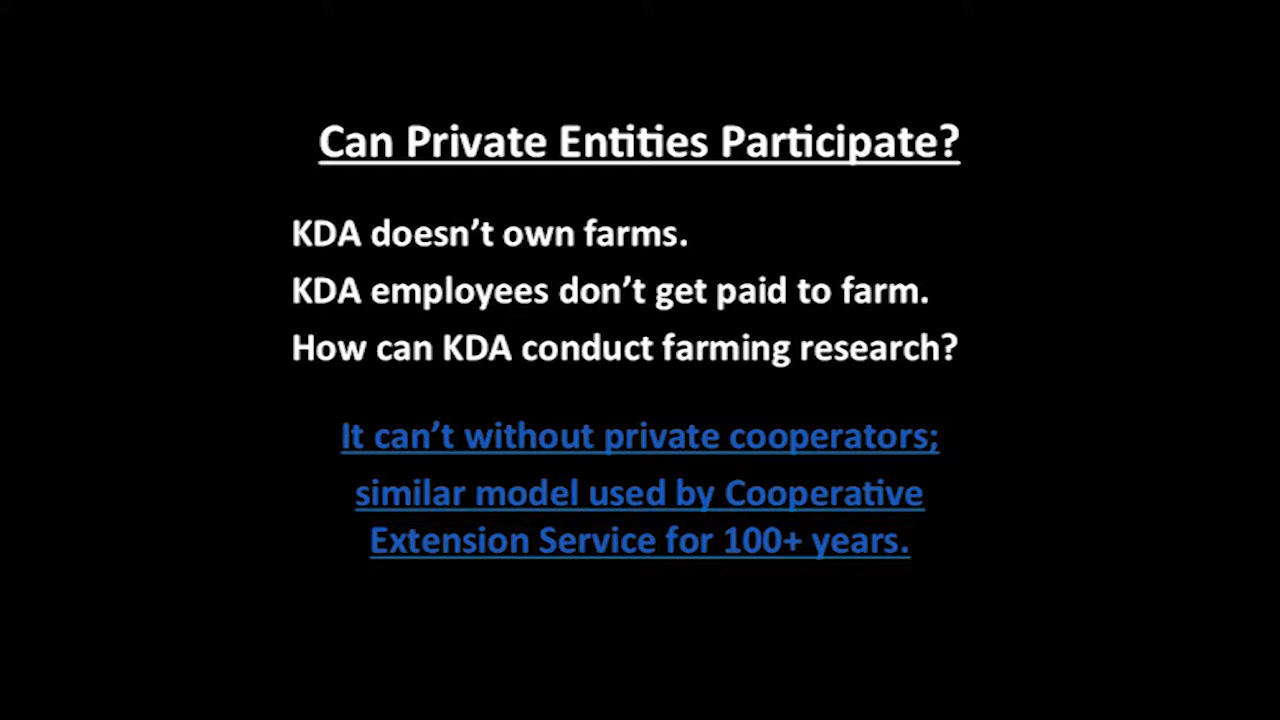 Can Private Entities Participate?
KDA doesn’t own farms.
KDA employees don’t get paid to farm.
How can KDA conduct farming research?
It can’t without private cooperators;
similar model used by Cooperative
Extension Service for 100+ years.